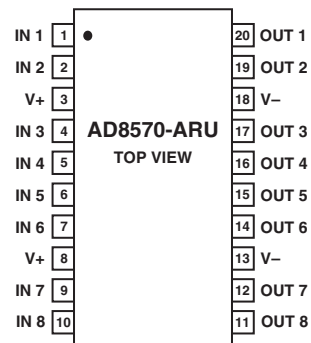 IN 1 1 20 OUT 1
IN 2 2 19 OUT 2
V+ 3 18 V–
IN 3 4 AD8570-ARU 17 OUT 3
IN 4 5 TOP VIEW 16 OUT 4
IN 5 6 15 OUT 5
IN 6 7 14 OUT 6
V+ 8 13 V–
IN 7 9 12 OUT 7
IN 8 10 11 OUT 8